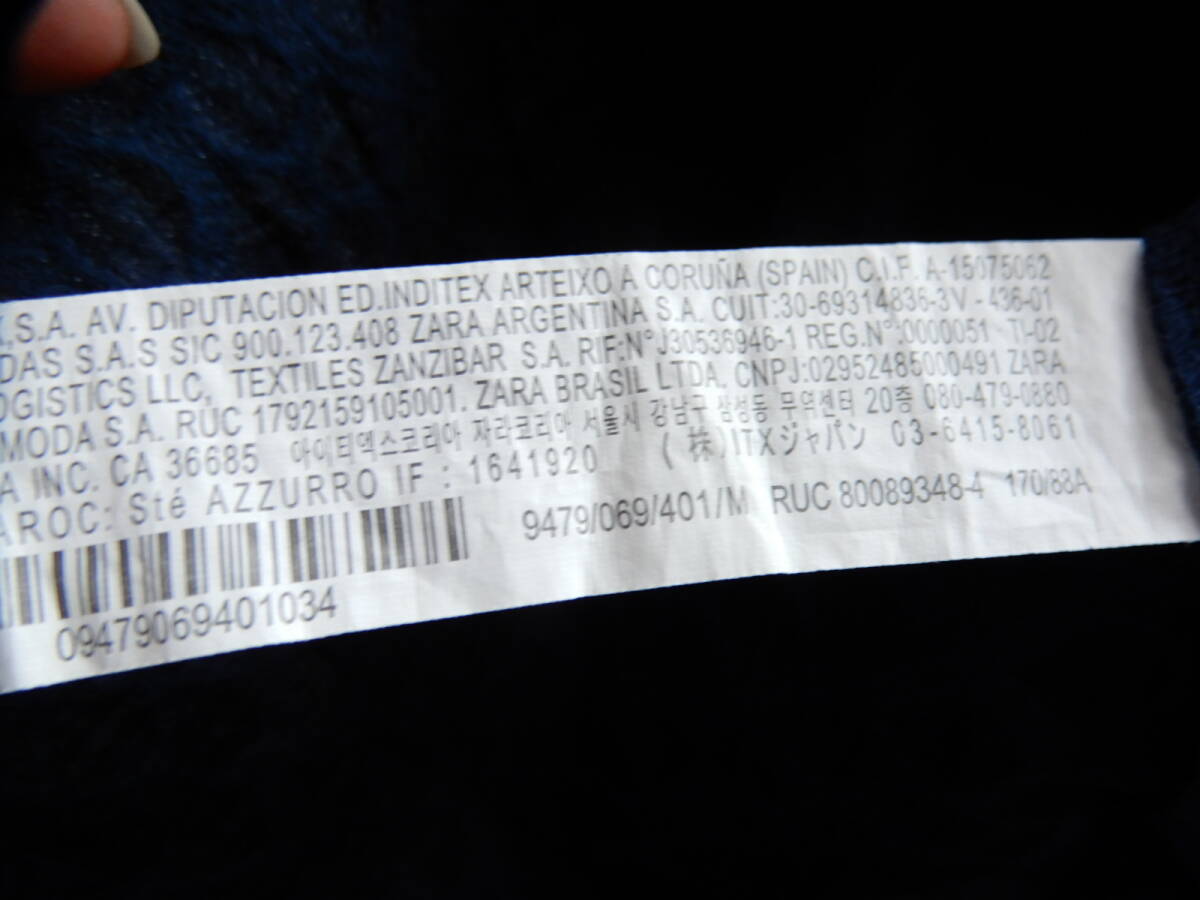 S.A. AV. DIPUTACION ED.INDITEX ARTEIXO A CORUÑA (SPAIN) C.I.F. A-15075062
DAS S.A.S SIC 900.123.408 ZARA ARGENTINA S.A. CUIT:30-69314836-3V - 436-01
OGISTICS LLC, TEXTILES ZANZIBAR S.A. RIF:N°J30536946-1 REG.N°:0000051 TI-02
MODA S.A. RUC 1792159105001. ZARA BRASIL LTDA. CNPJ:02952485000491 ZARA
A INC. CA 36685 아이티엑스코리아 자라코리아 서울시 강남구 삼성동 무역센터 20층 080-479-0880
AROC: Sté AZZURRO IF : 1641920 (株)ITXジャパン 03-6415-8061
9479/069/401/M RUC 80089348-4 170/88A
09479069401034